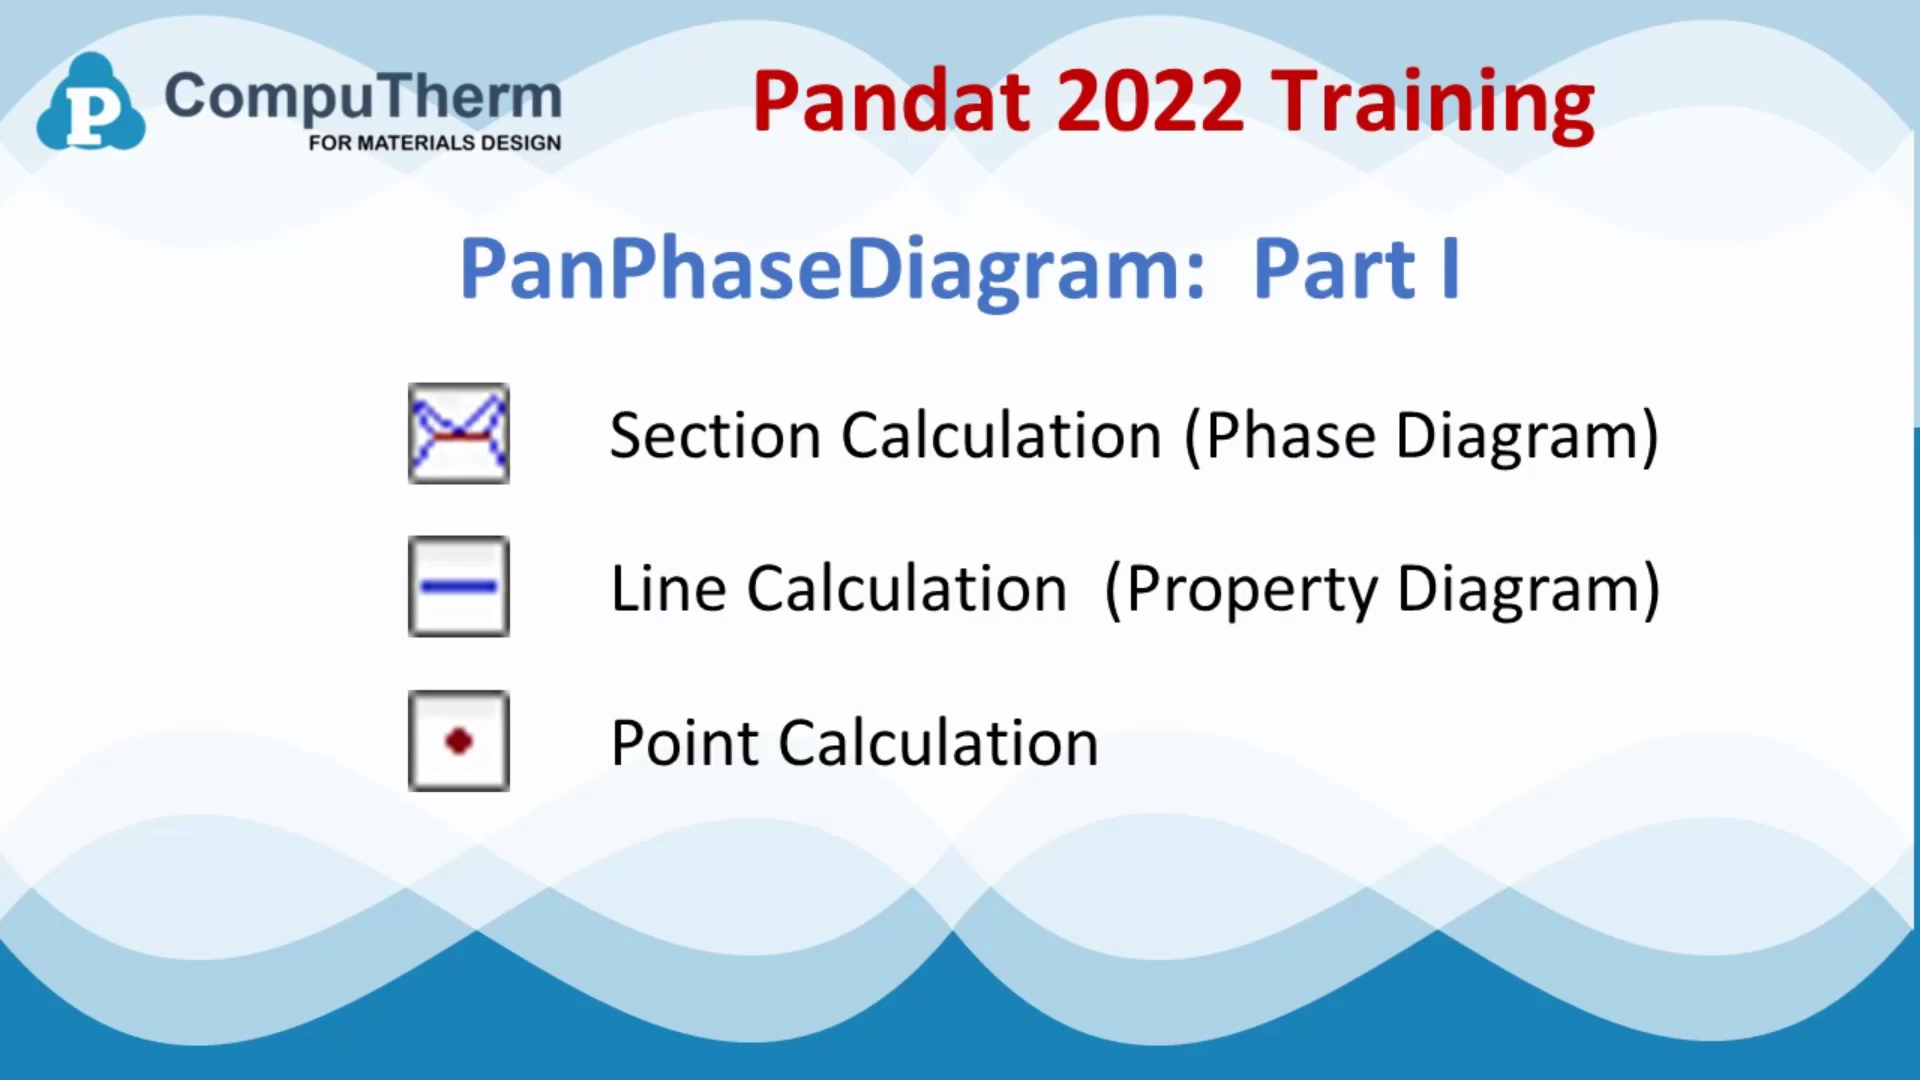 P CompuTherm
FOR MATERIALS DESIGN
Pandat 2022 Training
PanPhaseDiagram: Part I
Section Calculation (Phase Diagram)
Line Calculation (Property Diagram)
Point Calculation